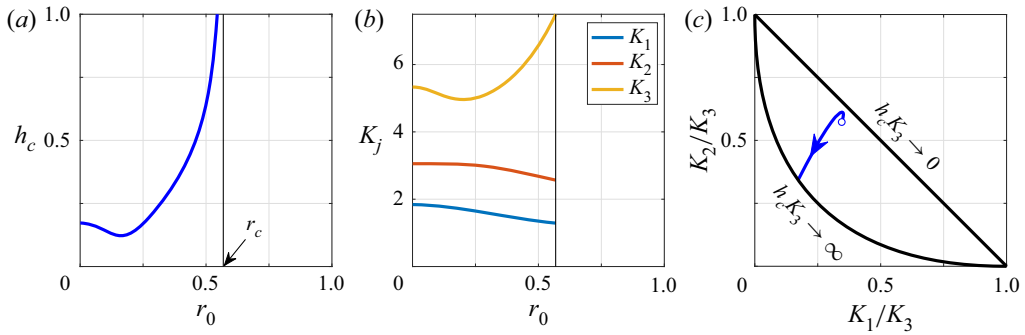 (a)
1.0
h_c 0.5
r_c
0 0.5 1.0
r_0
(b)
6
K_j 4
2
K_1
K_2
K_3
0 0.5 1.0
r_0
(c)
1.0
K_2/K_3 0.5
h_c K_3 → 0
h_c K_3 → ∞
0 0.5 1.0
K_1/K_3